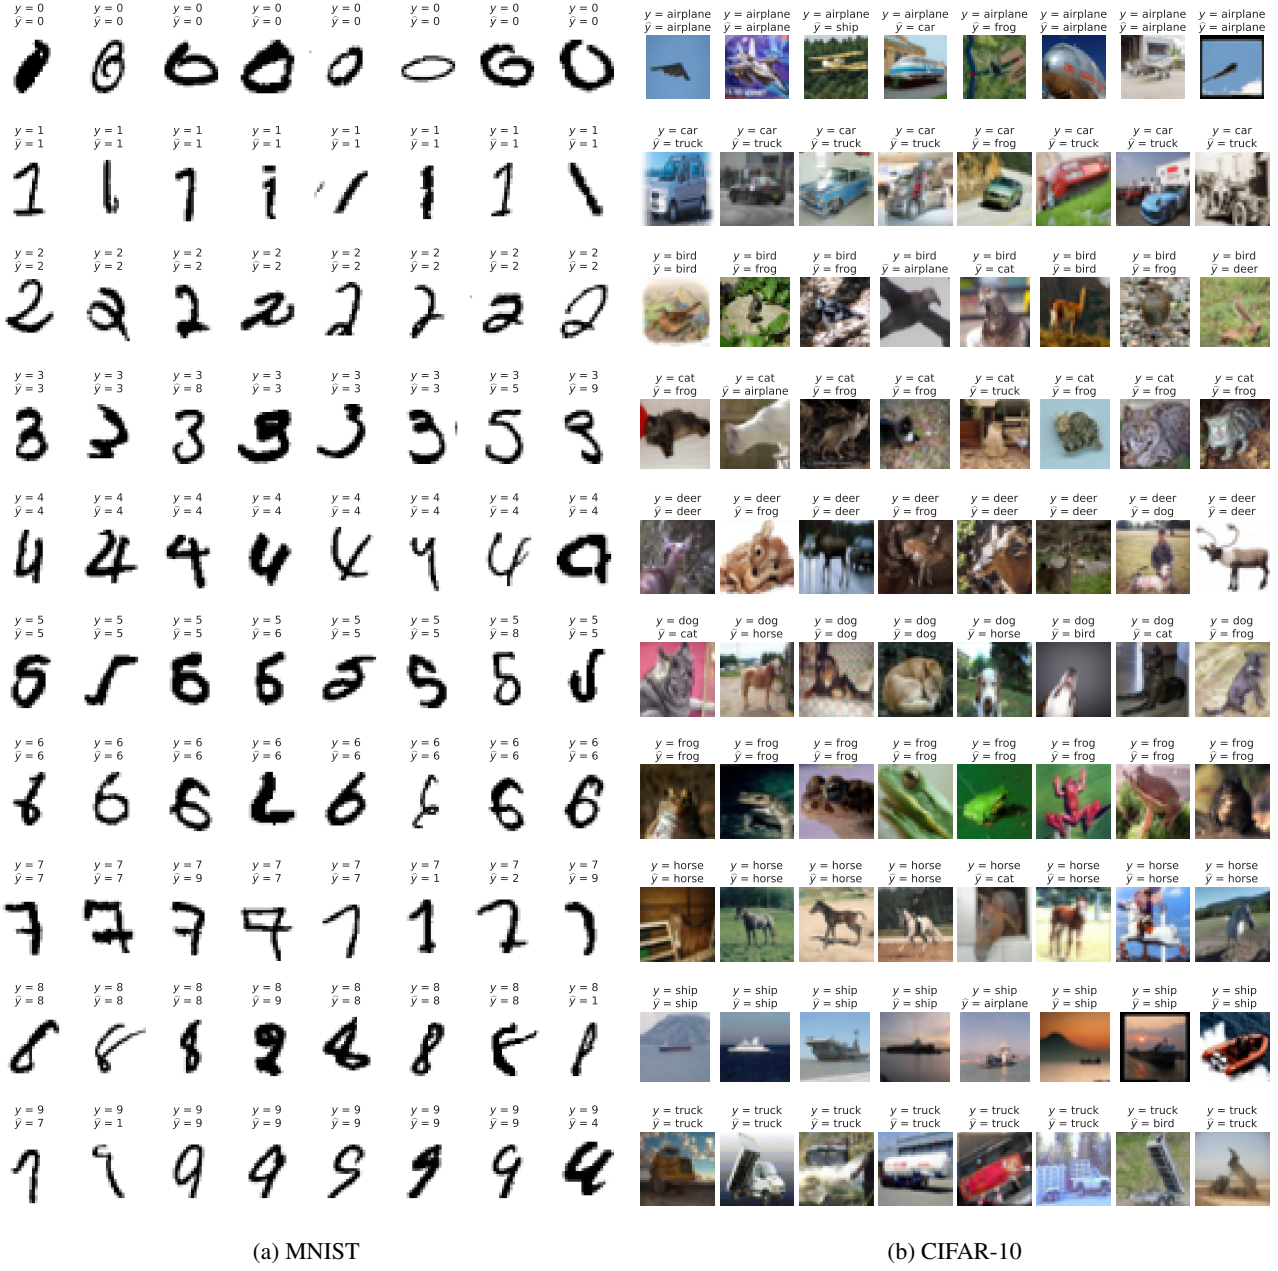 y = 0 y = 0 y = 0 y = 0 y = 0 y = 0 y = 0 y = 0
ŷ = 0 ŷ = 0 ŷ = 0 ŷ = 0 ŷ = 0 ŷ = 0 ŷ = 0 ŷ = 0
y = 1 y = 1 y = 1 y = 1 y = 1 y = 1 y = 1 y = 1
ŷ = 1 ŷ = 1 ŷ = 1 ŷ = 1 ŷ = 1 ŷ = 1 ŷ = 1 ŷ = 1
y = 2 y = 2 y = 2 y = 2 y = 2 y = 2 y = 2 y = 2
ŷ = 2 ŷ = 2 ŷ = 2 ŷ = 2 ŷ = 2 ŷ = 2 ŷ = 2 ŷ = 2
y = 3 y = 3 y = 3 y = 3 y = 3 y = 3 y = 3 y = 3
ŷ = 3 ŷ = 3 ŷ = 8 ŷ = 3 ŷ = 3 ŷ = 3 ŷ = 5 ŷ = 9
y = 4 y = 4 y = 4 y = 4 y = 4 y = 4 y = 4 y = 4
ŷ = 4 ŷ = 4 ŷ = 4 ŷ = 4 ŷ = 4 ŷ = 4 ŷ = 4 ŷ = 4
y = 5 y = 5 y = 5 y = 5 y = 5 y = 5 y = 5 y = 5
ŷ = 5 ŷ = 5 ŷ = 5 ŷ = 6 ŷ = 5 ŷ = 5 ŷ = 8 ŷ = 5
y = 6 y = 6 y = 6 y = 6 y = 6 y = 6 y = 6 y = 6
ŷ = 6 ŷ = 6 ŷ = 6 ŷ = 6 ŷ = 6 ŷ = 6 ŷ = 6 ŷ = 6
y = 7 y = 7 y = 7 y = 7 y = 7 y = 7 y = 7 y = 7
ŷ = 7 ŷ = 7 ŷ = 9 ŷ = 7 ŷ = 7 ŷ = 1 ŷ = 2 ŷ = 9
y = 8 y = 8 y = 8 y = 8 y = 8 y = 8 y = 8 y = 8
ŷ = 8 ŷ = 8 ŷ = 8 ŷ = 9 ŷ = 8 ŷ = 8 ŷ = 8 ŷ = 1
y = 9 y = 9 y = 9 y = 9 y = 9 y = 9 y = 9 y = 9
ŷ = 7 ŷ = 1 ŷ = 9 ŷ = 9 ŷ = 9 ŷ = 9 ŷ = 9 ŷ = 4
(a) MNIST
y = airplane y = airplane y = airplane y = airplane y = airplane y = airplane y = airplane y = airplane
ŷ = airplane ŷ = airplane ŷ = ship ŷ = car ŷ = frog ŷ = airplane ŷ = airplane ŷ = airplane
y = car y = car y = car y = car y = car y = car y = car y = car
ŷ = truck ŷ = truck ŷ = truck ŷ = truck ŷ = frog ŷ = truck ŷ = truck ŷ = truck
y = bird y = bird y = bird y = bird y = bird y = bird y = bird y = bird
ŷ = bird ŷ = frog ŷ = frog ŷ = airplane ŷ = cat ŷ = bird ŷ = frog ŷ = deer
y = cat y = cat y = cat y = cat y = cat y = cat y = cat y = cat
ŷ = frog ŷ = airplane ŷ = frog ŷ = frog ŷ = truck ŷ = frog ŷ = frog ŷ = frog
y = deer y = deer y = deer y = deer y = deer y = deer y = deer y = deer
ŷ = deer ŷ = frog ŷ = deer ŷ = frog ŷ = deer ŷ = deer ŷ = dog ŷ = deer
y = dog y = dog y = dog y = dog y = dog y = dog y = dog y = dog
ŷ = cat ŷ = horse ŷ = dog ŷ = dog ŷ = horse ŷ = bird ŷ = cat ŷ = frog
y = frog y = frog y = frog y = frog y = frog y = frog y = frog y = frog
ŷ = frog ŷ = frog ŷ = frog ŷ = frog ŷ = frog ŷ = frog ŷ = frog ŷ = frog
y = horse y = horse y = horse y = horse y = horse y = horse y = horse y = horse
ŷ = horse ŷ = horse ŷ = horse ŷ = horse ŷ = cat ŷ = horse ŷ = horse ŷ = horse
y = ship y = ship y = ship y = ship y = ship y = ship y = ship y = ship
ŷ = ship ŷ = ship ŷ = ship ŷ = ship ŷ = airplane ŷ = ship ŷ = ship ŷ = ship
y = truck y = truck y = truck y = truck y = truck y = truck y = truck y = truck
ŷ = truck ŷ = truck ŷ = truck ŷ = truck ŷ = truck ŷ = truck ŷ = bird ŷ = truck
(b) CIFAR-10